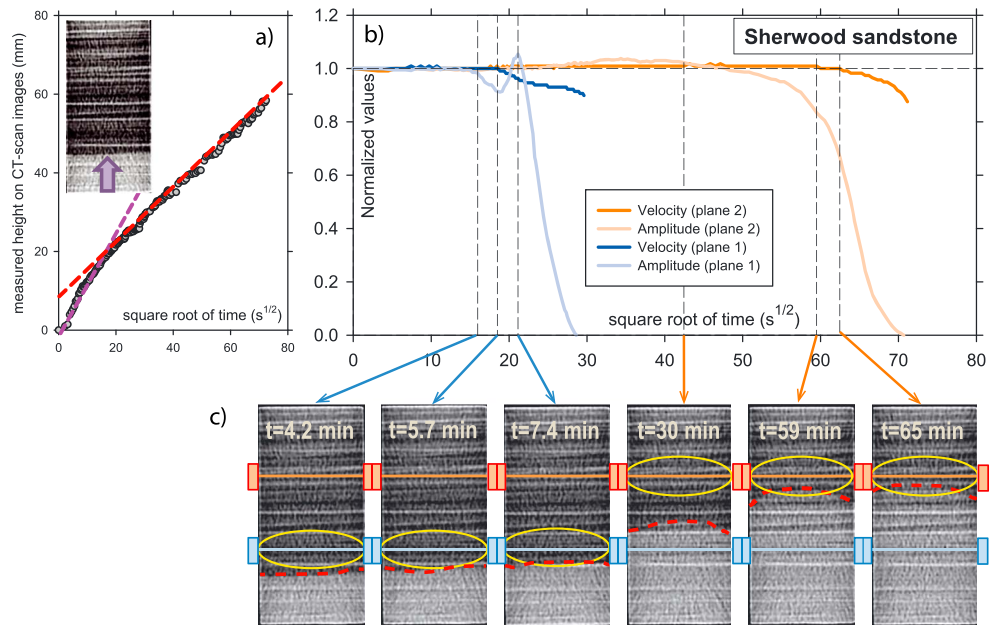 a)
measured height on CT-scan images (mm)
80
60
40
20
0
0 20 40 60 80
square root of time (s1/2)
b)
Sherwood sandstone
Normalized values
1.2
1.0
0.8
0.6
0.4
0.2
0.0
Velocity (plane 2)
Amplitude (plane 2)
Velocity (plane 1)
Amplitude (plane 1)
square root of time (s1/2)
0 10 20 30 40 50 60 70 80
c)
t=4.2 min t=5.7 min t=7.4 min t=30 min t=59 min t=65 min